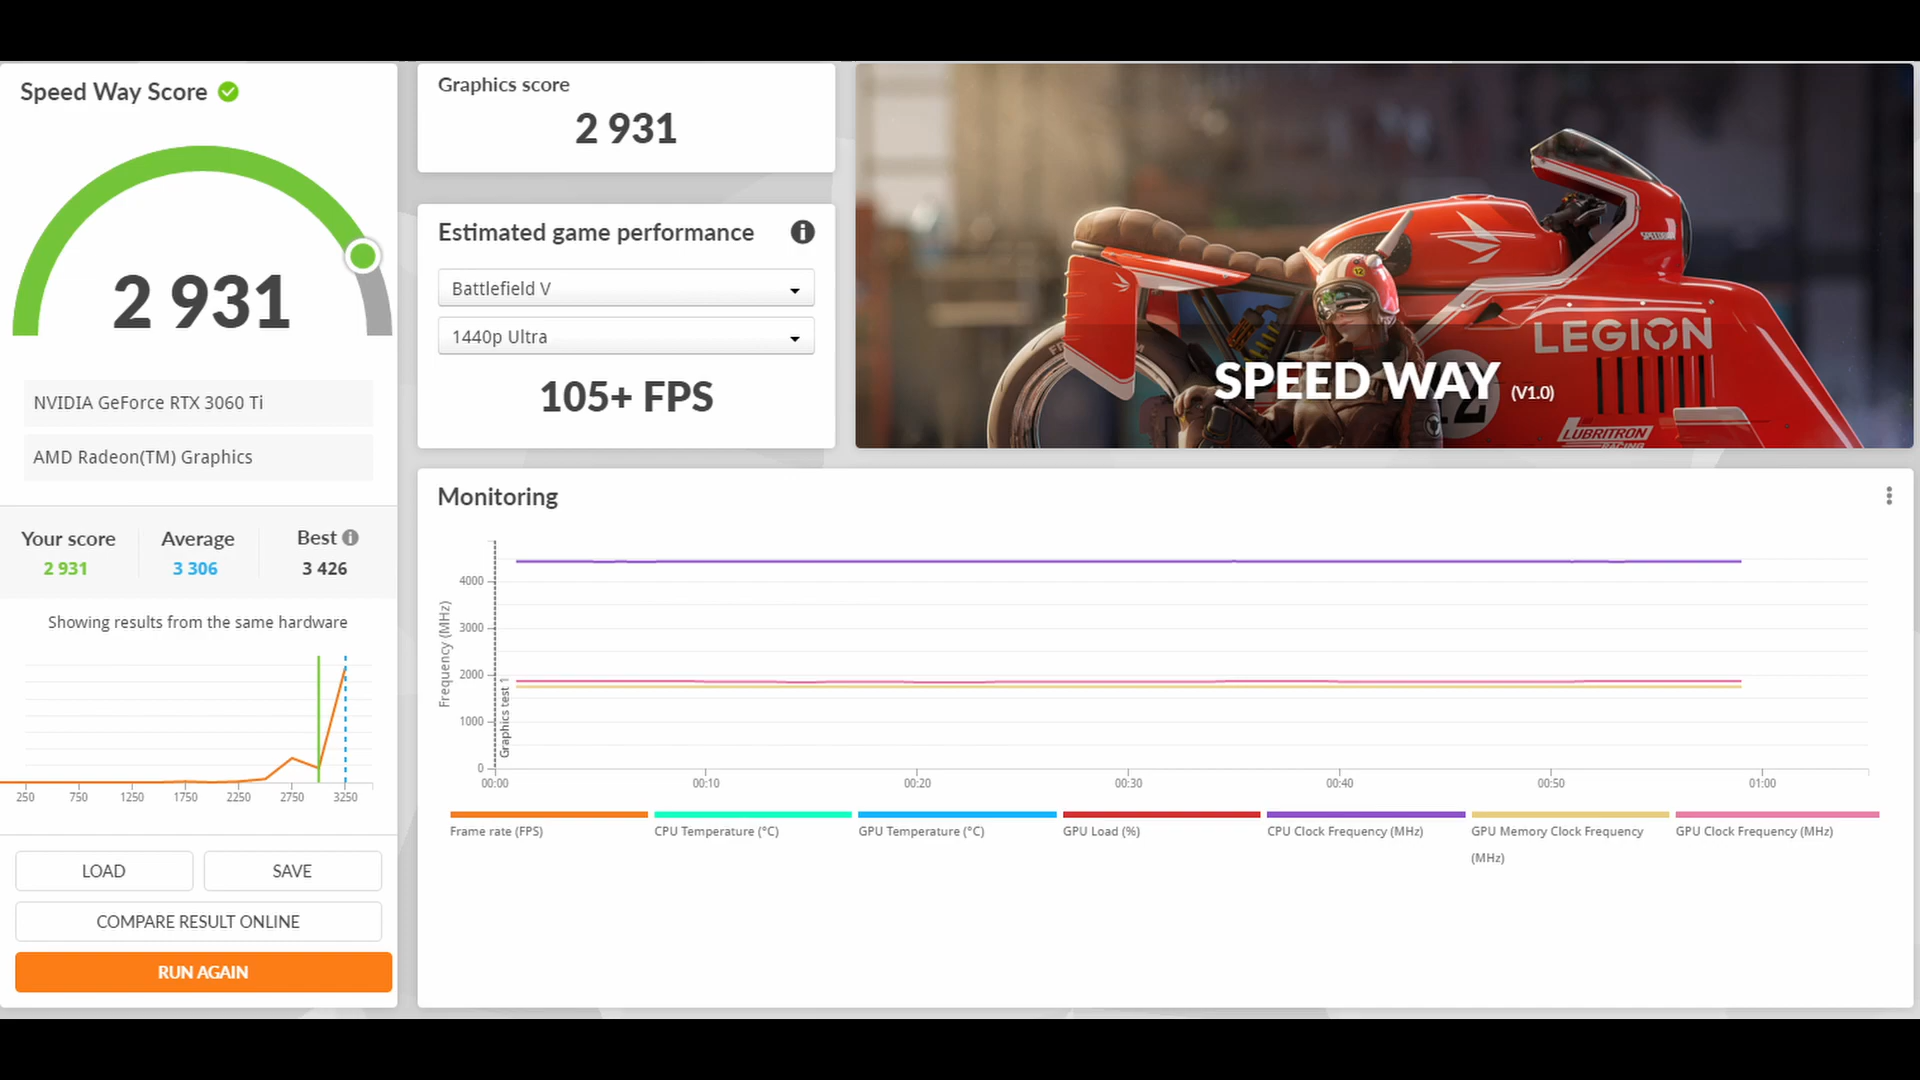 Speed Way Score
2 931
NVIDIA GeForce RTX 3060 Ti
AMD Radeon(TM) Graphics
Your score
2 931
Average
3 306
Best
3 426
Showing results from the same hardware
250 750 1250 1750 2250 2750 3250
LOAD
SAVE
COMPARE RESULT ONLINE
RUN AGAIN
Graphics score
2 931
Estimated game performance
Battlefield V
1440p Ultra
105+ FPS
12
LEGION
SPEED WAY (V1.0)
LUBRITRON
RACING
Monitoring
Frequency (MHz)
4000
3000
2000
1000
0
Graphics test 1
00:00 00:10 00:20 00:30 00:40 00:50 01:00
Frame rate (FPS)
CPU Temperature (°C)
GPU Temperature (°C)
GPU Load (%)
CPU Clock Frequency (MHz)
GPU Memory Clock Frequency
(MHz)
GPU Clock Frequency (MHz)